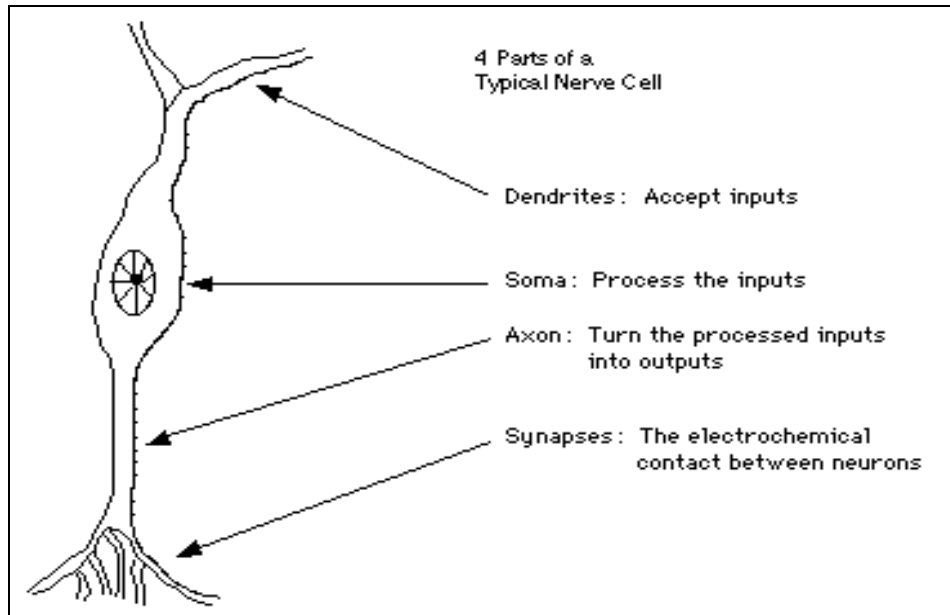 4 Parts of a
Typical Nerve Cell
Dendrites: Accept inputs
Soma: Process the inputs
Axon: Turn the processed inputs
into outputs
Synapses: The electrochemical
contact between neurons